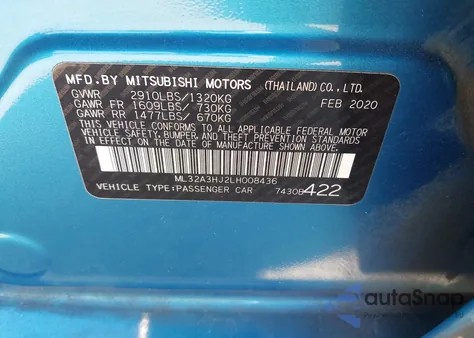 MFD.BY MITSUBISHI MOTORS (THAILAND) CO., LTD.
GVWR 2910LBS/1320KG FEB 2020
GAWR FR 1609LBS/ 730KG
GAWR RR 1477LBS/ 670KG
THIS VEHICLE CONFORMS TO ALL APPLICABLE FEDERAL MOTOR
VEHICLE SAFETY, BUMPER, AND THEFT PREVENTION STANDARDS
IN EFFECT ON THE DATE OF MANUFACTURE SHOWN ABOVE.
ML32A3HJ2LH008436
VEHICLE TYPE:PASSENGER CAR 7430B422
autoSnap